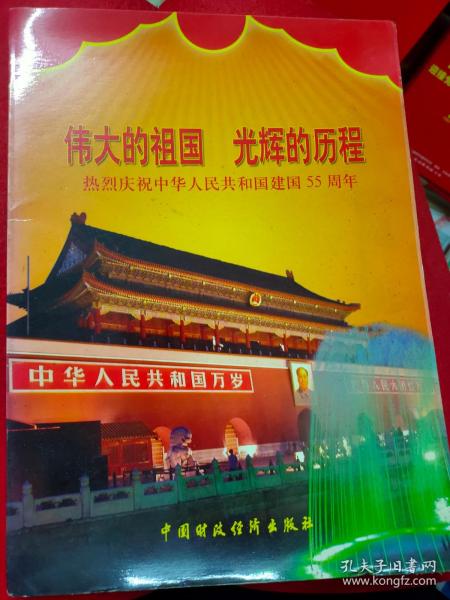 伟大的祖国 光辉的历程
热烈庆祝中华人民共和国建国55周年
中华人民共和国万岁
中国财政经济出版社
孔夫子旧书网
www.kongfz.com